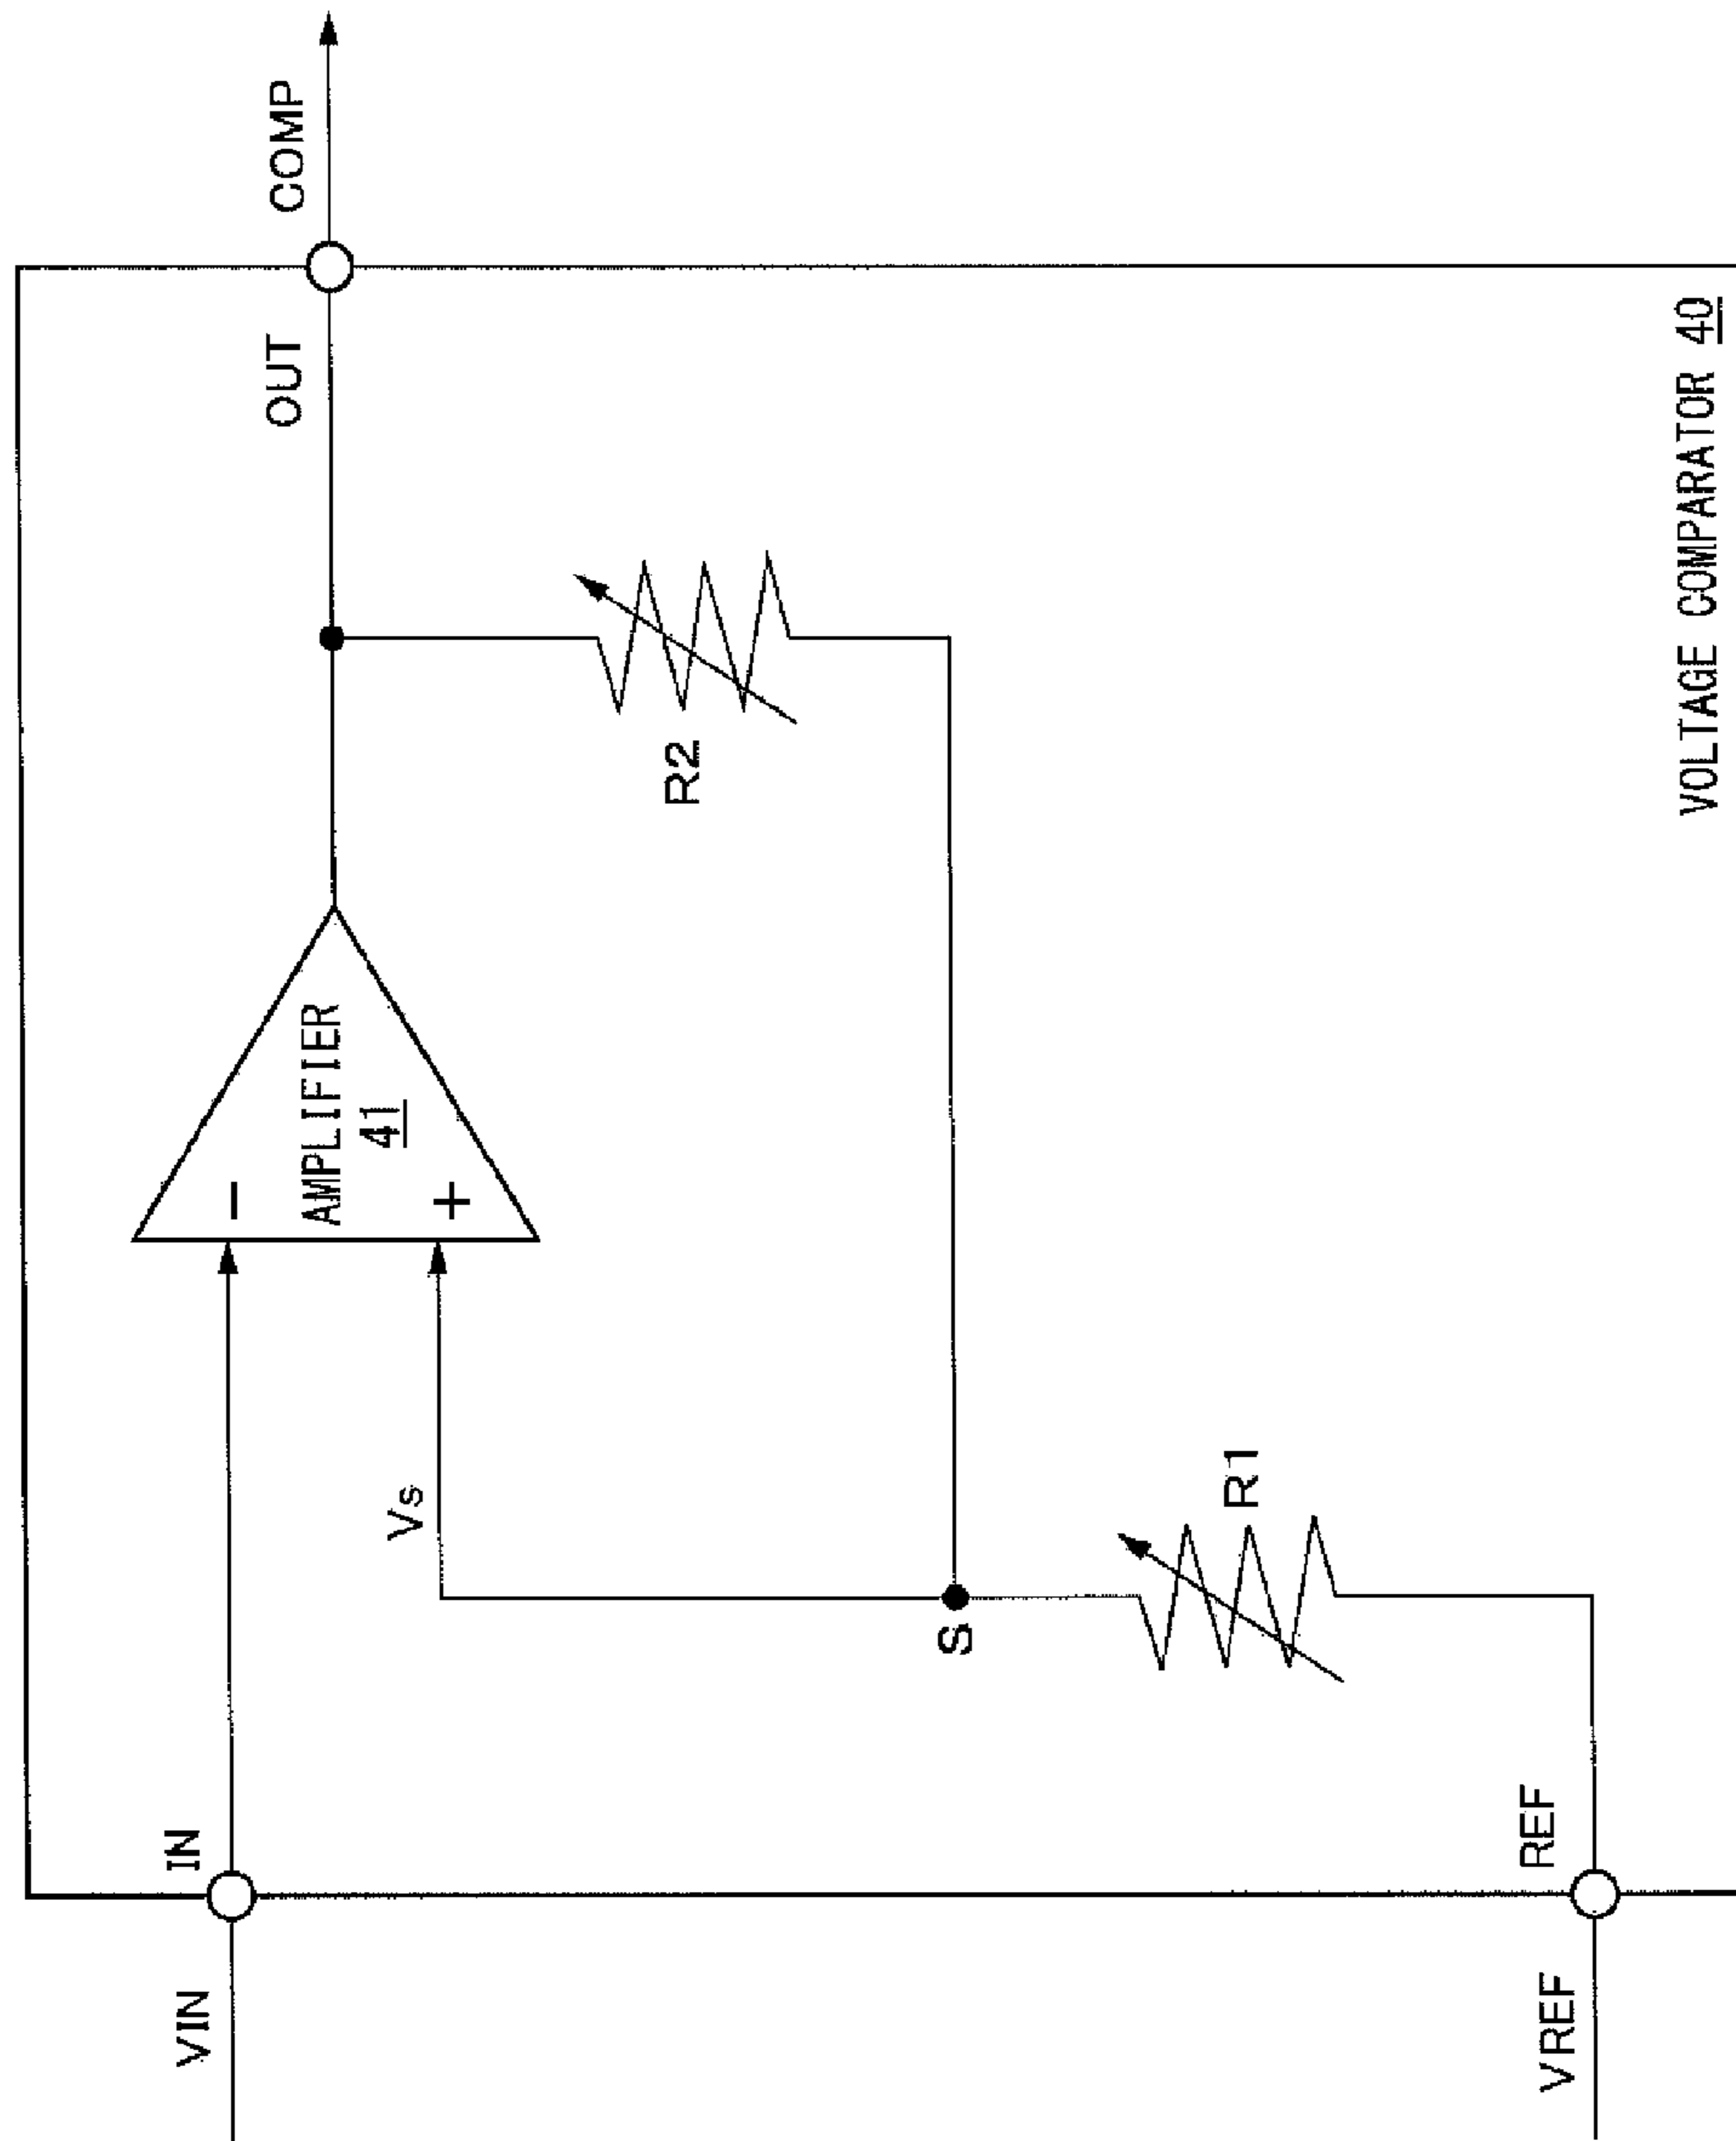 VIN
IN
AMPLIFIER
41
−
+
OUT
COMP
Vs
R2
S
R1
VREF
REF
VOLTAGE COMPARATOR 40